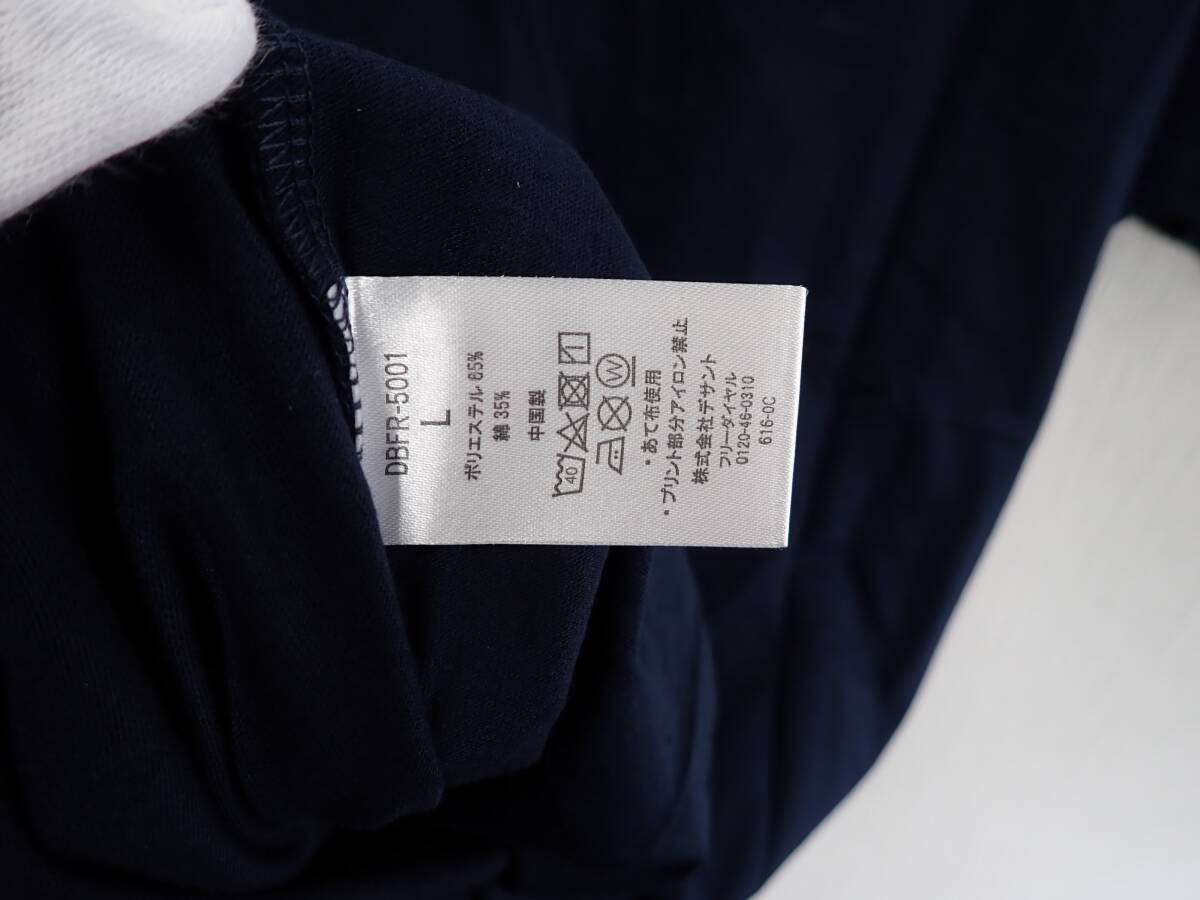 DBFR-5001
L
ポリエステル 65%
綿 35%
中国製
40
W
・あて布使用
・プリント部分アイロン禁止
株式会社デサント
フリーダイヤル
0120-46-0310
616-0C